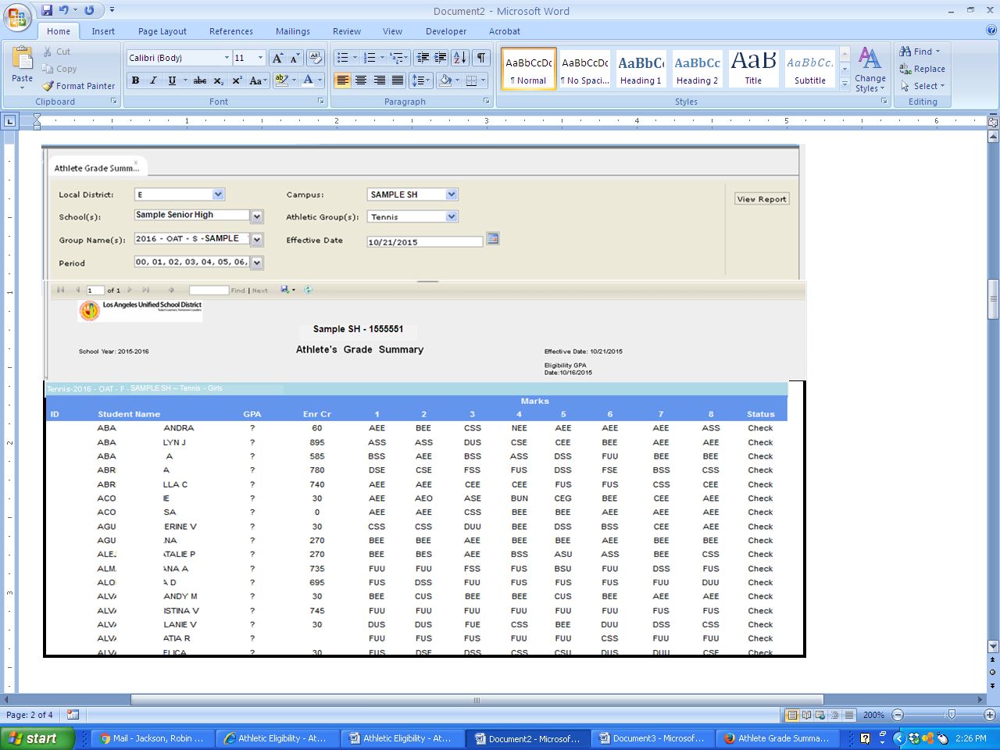 Document2 - Microsoft Word
Home Insert Page Layout References Mailings Review View Developer Acrobat
Paste
Cut
Copy
Format Painter
Calibri (Body) 11
B I U abc x₂ x² Aa
AaBbCcDc AaBbCcDc AaBbCc AaBbCc AaB AaBbCc
¶ Normal ¶ No Spaci... Heading 1 Heading 2 Title Subtitle
Change Styles
Find
Replace
Select
Clipboard Font Paragraph Styles Editing
1 2 3 4 5 6
Athlete Grade Summ... x
Local District: E Campus: SAMPLE SH View Report
School(s): Sample Senior High Athletic Group(s): Tennis
Group Name(s): 2016 - OAT - S -SAMPLE Effective Date 10/21/2015
Period 00, 01, 02, 03, 04, 05, 06,
1 of 1 Find | Next
Los Angeles Unified School District
Sample SH - 1555551
Athlete's Grade Summary
School Year: 2015-2016 Effective Date: 10/21/2015
Eligibility GPA
Date:10/16/2015
Tennis-2016 - OAT - F - SAMPLE SH – Tennis - Girls
Marks
ID Student Name GPA Enr Cr 1 2 3 4 5 6 7 8 Status
ABA ANDRA ? 60 AEE BEE CSS NEE AEE AEE AEE ASS Check
ABA LYN J ? 895 ASS ASS DUS CSE CEE BEE AEE AEE Check
ABA A ? 585 BSS AEE BSS ASS DSS FUU BEE BEE Check
ABR A ? 780 DSE CSE FSS FUS DSS FSE BSS CSS Check
ABR LLA C ? 740 AEE AEE CEE CEE FUS FUS CSS CEE Check
ACO IE ? 30 AEE AEO ASE BUN CEG BEE CEE AEE Check
ACO SA ? 0 AEE AEE CSS BEE BEE AEE AEE AEE Check
AGU ERINE V ? 30 CSS CSS DUU BEE DSS BSS CEE AEE Check
AGU NA ? 270 BEE BEE AEE BEE BEE AEE BEE BEE Check
ALE ATALIE P ? 270 BEE BES AEE BSS ASU ASS BEE CSS Check
ALM ANA A ? 735 FUU FUU FSS FUS BSU FUU DSS FUS Check
ALO A D ? 695 FUS DSS FUU FUS FUS FUS FUU DUU Check
ALVA ANDY M ? 30 BEE CUS BEE BEE CUS BEE AEE AEE Check
ALVA ISTINA V ? 745 FUU FUU FUU FUU FUU FUU FUS FUS Check
ALVA LANIE V ? 30 DUS DUS FUE CSS BEE DUU DSS CSS Check
ALVA ATIA R ? FUU FUS FUS FUU FUU CSS FUU FUU Check
ALVA ELICA ? 30 FUS DSE DSS CSS CSU DUS DUU CSE Check
Page: 2 of 4 200%
start Mail - Jackson, Robin ... Athletic Eligibility - At... Athletic Eligibility - At... Document2 - Microsof... Document3 - Microsof... Athlete Grade Summa... 2:26 PM